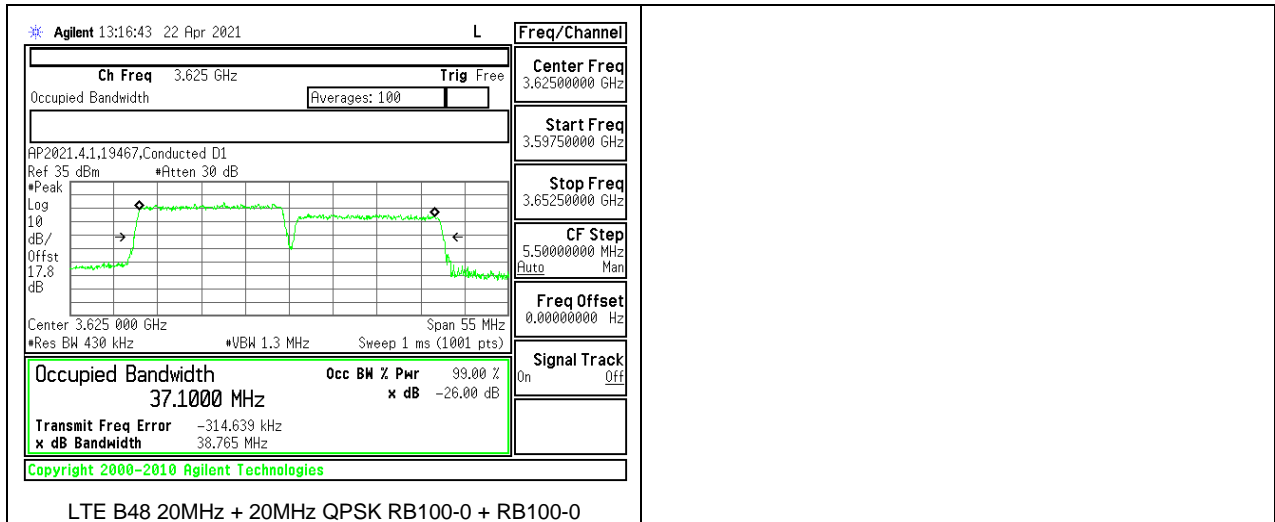 Agilent 13:16:43 22 Apr 2021 L
Ch Freq 3.625 GHz Trig Free
Occupied Bandwidth Averages: 100
AP2021.4.1,19467,Conducted D1
Ref 35 dBm #Atten 30 dB
#Peak
Log
10
dB/
Offst
17.8
dB
Center 3.625 000 GHz Span 55 MHz
#Res BW 430 kHz #VBW 1.3 MHz Sweep 1 ms (1001 pts)
Occupied Bandwidth Occ BW % Pwr 99.00 %
37.1000 MHz x dB -26.00 dB
Transmit Freq Error -314.639 kHz
x dB Bandwidth 38.765 MHz
Copyright 2000-2010 Agilent Technologies
Freq/Channel
Center Freq
3.62500000 GHz
Start Freq
3.59750000 GHz
Stop Freq
3.65250000 GHz
CF Step
5.50000000 MHz
Auto Man
Freq Offset
0.00000000 Hz
Signal Track
On Off
LTE B48 20MHz + 20MHz QPSK RB100-0 + RB100-0